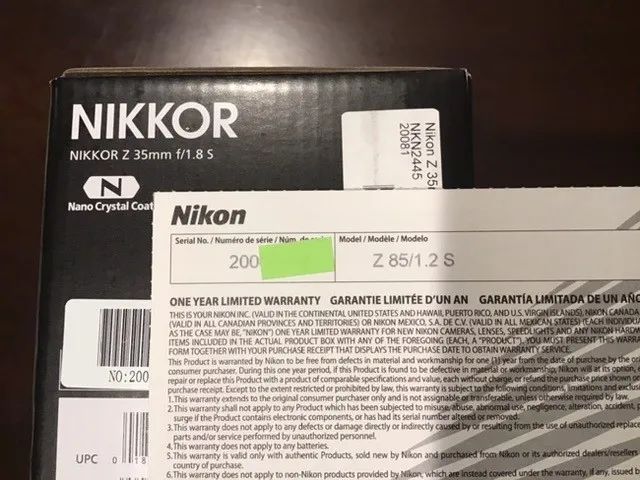 NIKKOR
NIKKOR Z 35mm f/1.8 S
N
Nano Crystal Coat
Nikon Z 35
NKN2445
20081
NO:200
UPC 0 18
Nikon
Serial No. / Numéro de série / Núm. de serie
Model / Modèle / Modelo
200
Z 85/1.2 S
ONE YEAR LIMITED WARRANTY GARANTIE LIMITÉE D'UN AN GARANTÍA LIMITADA DE UN AÑO
THIS IS YOUR NIKON INC. (VALID IN THE CONTINENTAL UNITED STATES AND HAWAII, PUERTO RICO, AND U.S. VIRGIN ISLANDS), NIKON CANADA
(VALID IN ALL CANADIAN PROVINCES AND TERRITORIES) OR NIKON MEXICO, S.A. DE C.V. (VALID IN ALL MEXICAN STATES) (EACH INDIVIDUAL
AS THE CASE MAY BE, "NIKON") ONE YEAR LIMITED WARRANTY FOR NEW NIKON CAMERAS, LENSES, SPEEDLIGHTS AND ANY NIKON HARD
ITEMS INCLUDED IN THE ACTUAL PRODUCT BOX WITH ANY OF THE FOREGOING (EACH, A "PRODUCT"). YOU MUST PRESENT THIS WARRAN
FORM TOGETHER WITH YOUR PURCHASE RECEIPT THAT DISPLAYS THE PURCHASE DATE TO OBTAIN WARRANTY SERVICE.
This Product is warranted by Nikon to be free from defects in material and workmanship for one (1) year from the date of purchase by the orig
consumer purchaser. During this one year period, if this Product is found to be defective in material or workmanship, Nikon will at its option, e
repair or replace this Product with a product of comparable specifications and value, each without charge, or refund the purchase price shown o
purchase receipt. Except to the extent restricted or prohibited by law, this warranty is subject to the following conditions, limitations and exclus
1. This warranty extends to the original consumer purchaser only and is not assignable or transferable, unless otherwise required by law.
2. This warranty shall not apply to any Product which has been subjected to misuse, abuse, abnormal use, negligence, alteration, accident,
surge if the Product contains electronic components, or has had its serial number altered or removed.
3. This warranty does not apply to any defects or damage directly or indirectly caused by or resulting from the use of unauthorized replace
parts and/or service performed by unauthorized personnel.
4. This warranty does not apply to any batteries.
5. This warranty is valid only with authentic Products, sold new by Nikon and purchased from Nikon or its authorized dealers/resellers
country of purchase.
6. This warranty does not apply to non-Nikon products provided by Nikon, which are instead covered under the warranty, if any, issued b